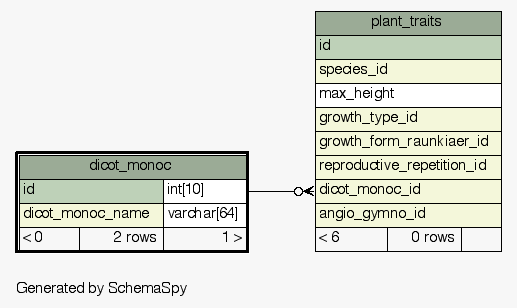 plant_traits
id
species_id
max_height
growth_type_id
growth_form_raunkiaer_id
reproductive_repetition_id
dicot_monoc_id
angio_gymno_id
< 6 0 rows
dicot_monoc
id int[10]
dicot_monoc_name varchar[64]
< 0 2 rows 1 >
Generated by SchemaSpy